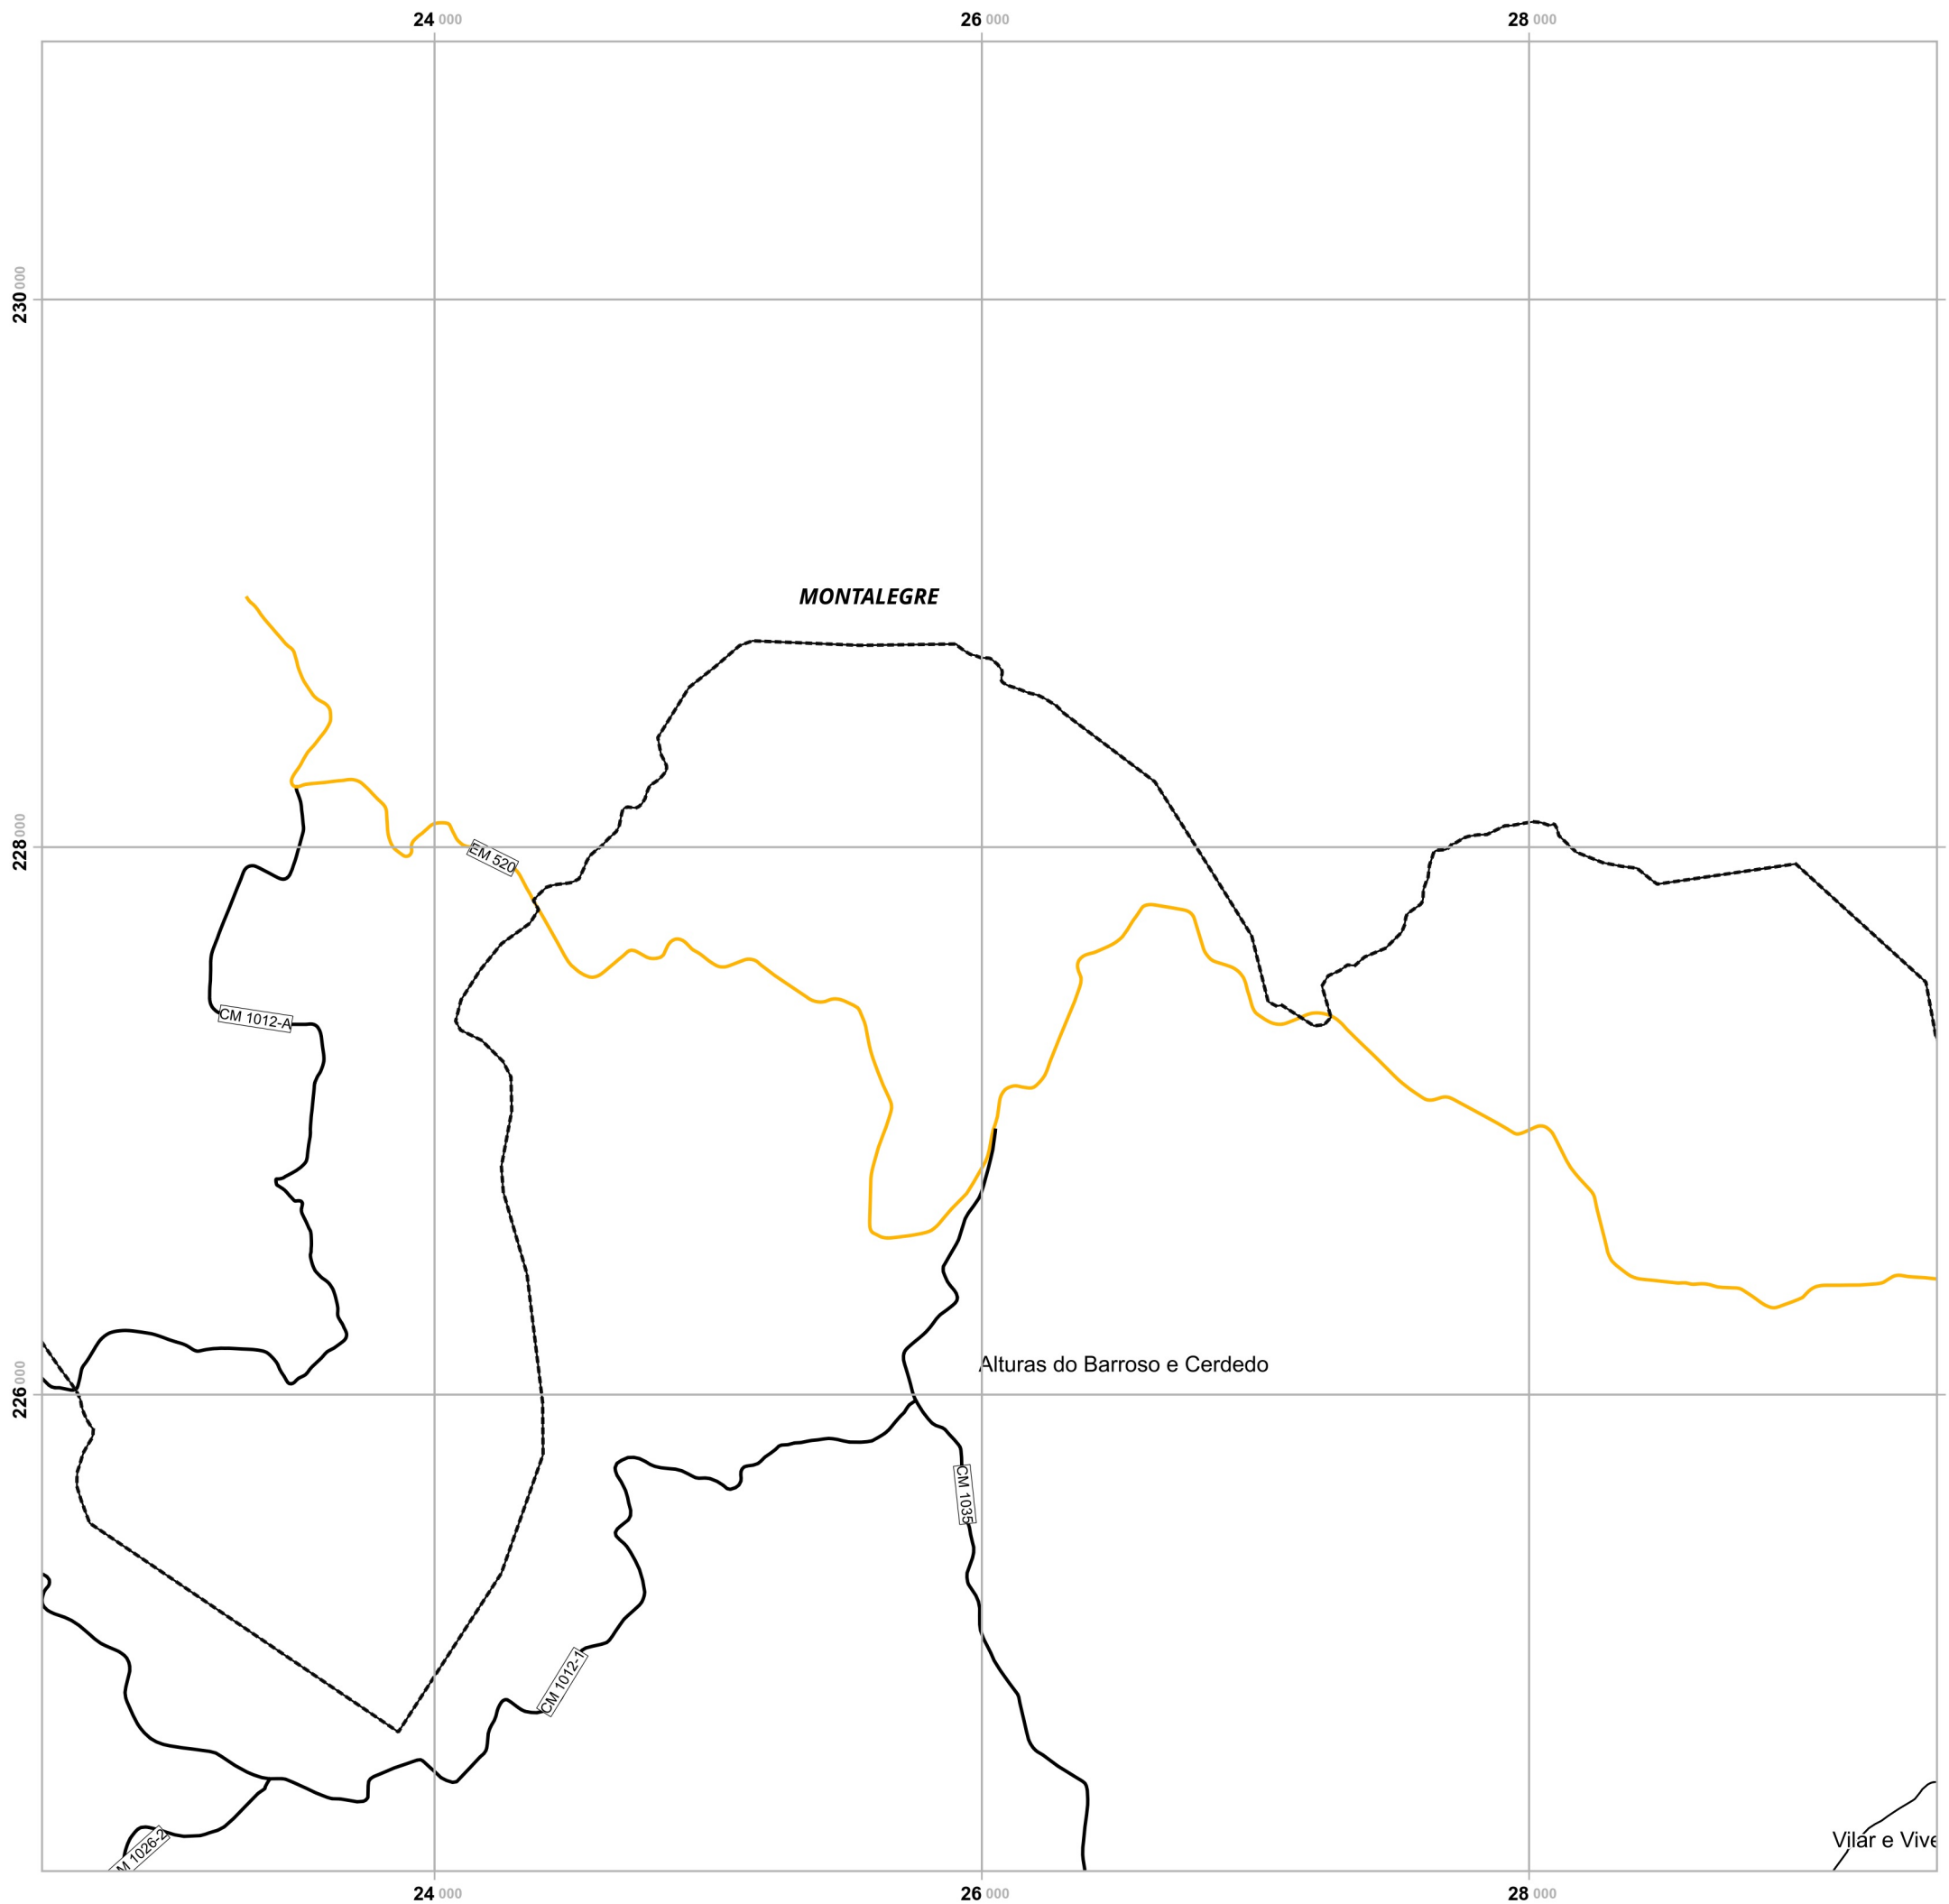 24 000
26 000
28 000
230 000
MONTALEGRE
228 000
EM 520
CM 1012-A
226 000
Alturas do Barroso e Cerdedo
CM 1035
CM 1012-1
M 1026-2
Vilar e Vive
24 000
26 000
28 000